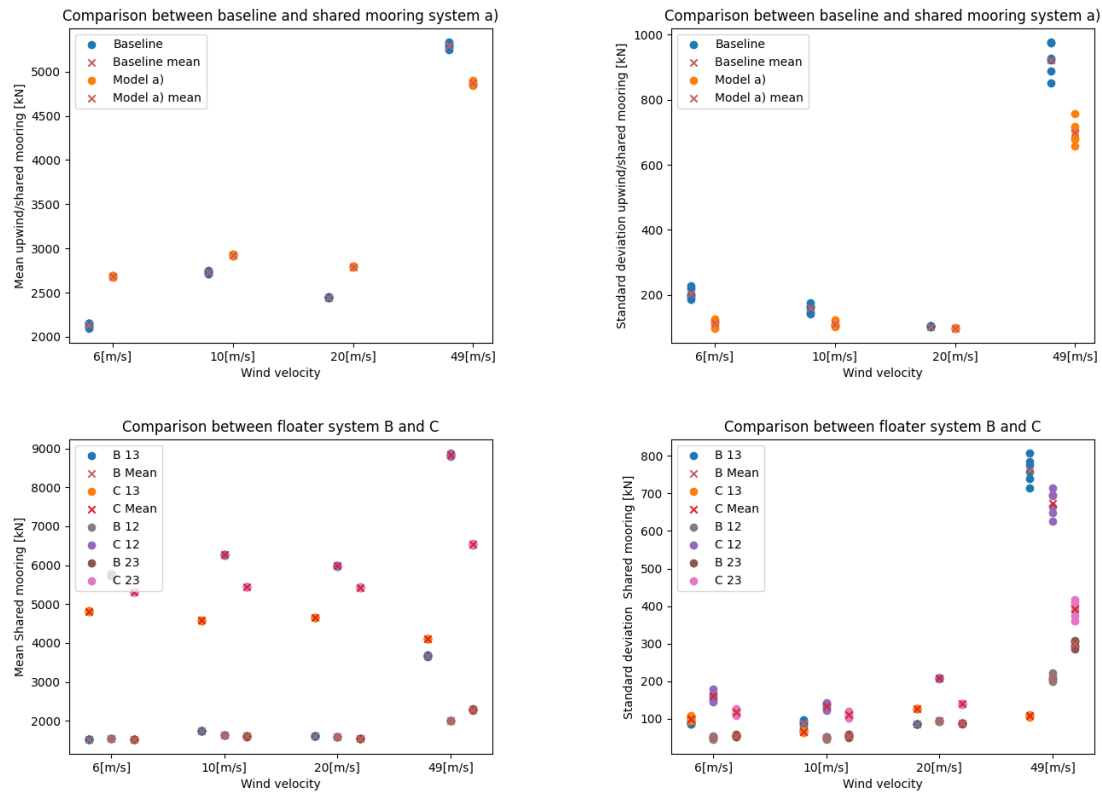 Comparison between baseline and shared mooring system a)
Mean upwind/shared mooring [kN]
5000
4500
4000
3500
3000
2500
2000
Baseline
Baseline mean
Model a)
Model a) mean
6[m/s] 10[m/s] 20[m/s] 49[m/s]
Wind velocity
Comparison between baseline and shared mooring system a)
Standard deviation upwind/shared mooring [kN]
1000
800
600
400
200
Baseline
Baseline mean
Model a)
Model a) mean
6[m/s] 10[m/s] 20[m/s] 49[m/s]
Wind velocity
Comparison between floater system B and C
Mean Shared mooring [kN]
9000
8000
7000
6000
5000
4000
3000
2000
B 13
B Mean
C 13
C Mean
B 12
C 12
B 23
C 23
6[m/s] 10[m/s] 20[m/s] 49[m/s]
Wind velocity
Comparison between floater system B and C
Standard deviation Shared mooring [kN]
800
700
600
500
400
300
200
100
B 13
B Mean
C 13
C Mean
B 12
C 12
B 23
C 23
6[m/s] 10[m/s] 20[m/s] 49[m/s]
Wind velocity